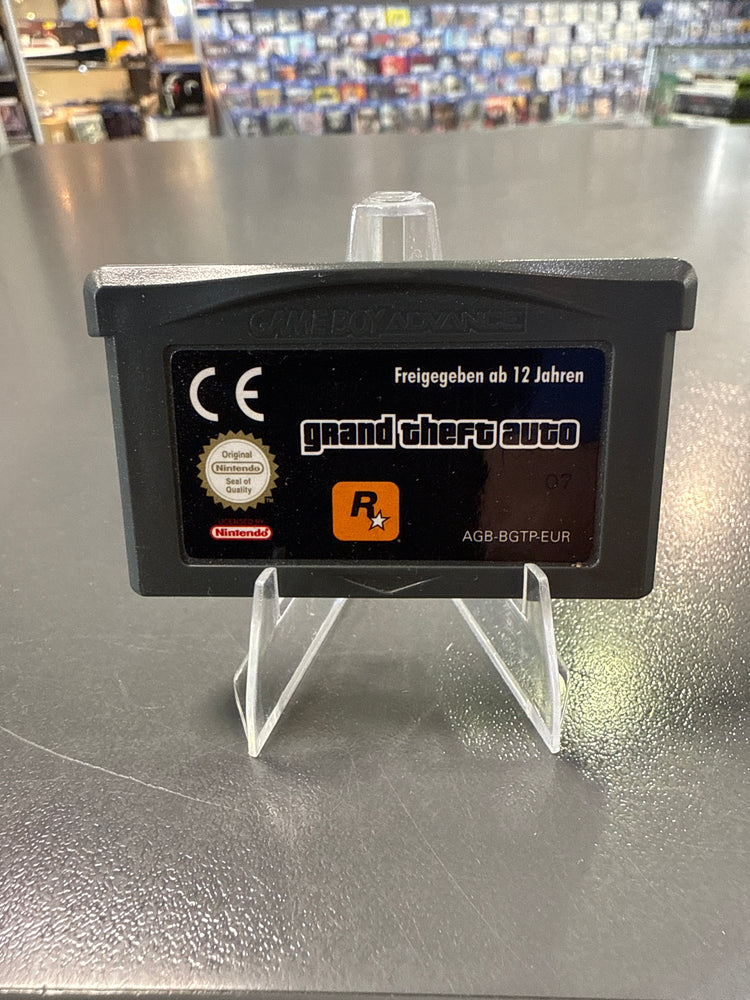 GAME BOY ADVANCE
CE
Freigegeben ab 12 Jahren
grand theft auto
Original
Nintendo
Seal of
Quality
TM
07
R
LICENSED BY
Nintendo
AGB-BGTP-EUR